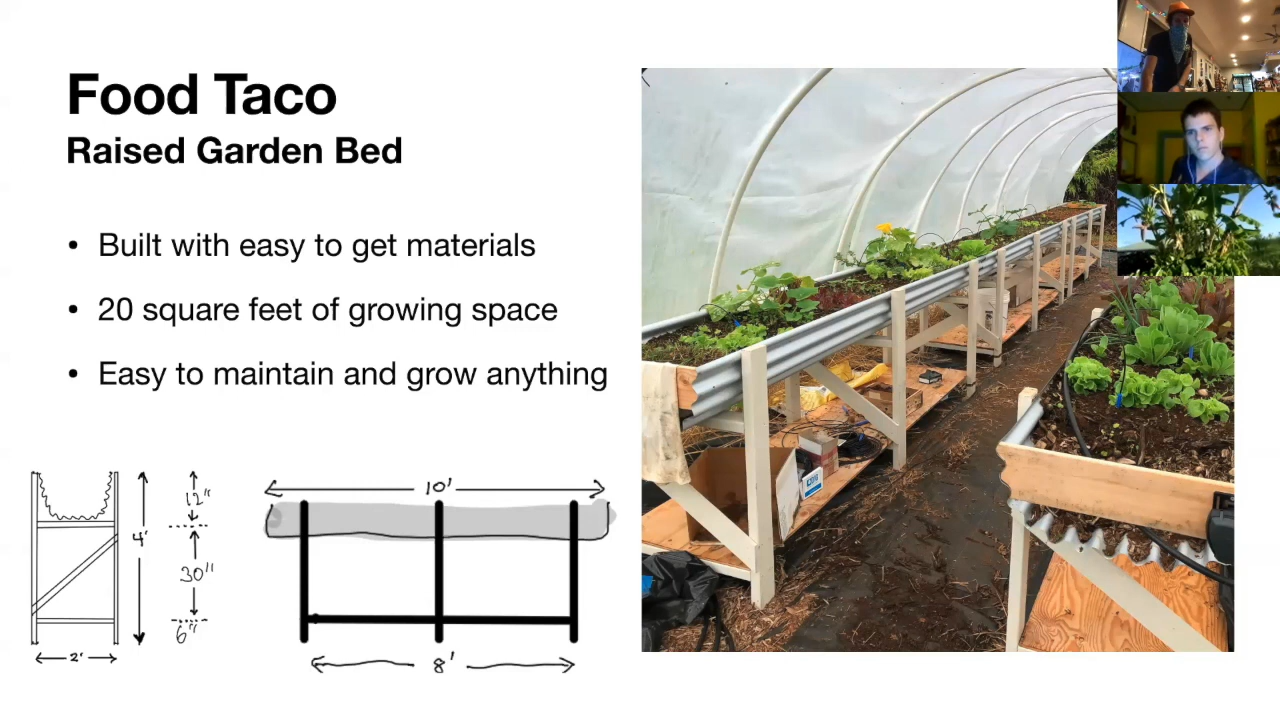 Food Taco
Raised Garden Bed
• Built with easy to get materials
• 20 square feet of growing space
• Easy to maintain and grow anything
12"
4'
30"
6"
2'
10'
8'